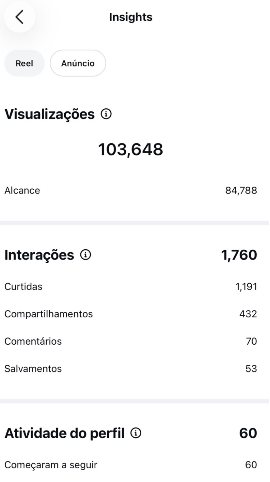 Insights
Reel Anúncio
Visualizações
103,648
Alcance 84,788
Interações 1,760
Curtidas 1,191
Compartilhamentos 432
Comentários 70
Salvamentos 53
Atividade do perfil 60
Começaram a seguir 60